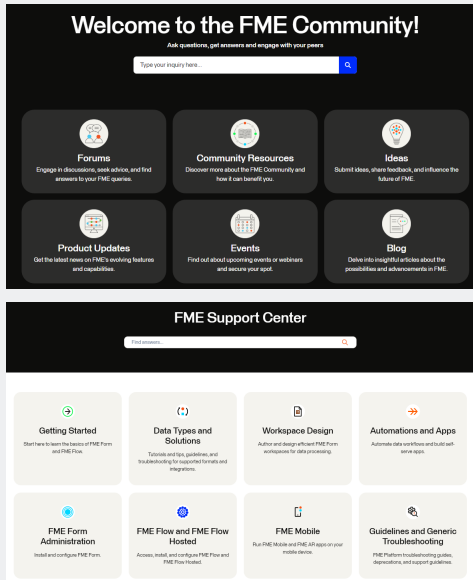 Welcome to the FME Community!
Ask questions, get answers and engage with your peers
Type your inquiry here...
Forums
Engage in discussions, seek advice, and find
answers to your FME queries.
Community Resources
Discover more about the FME Community and
how it can benefit you.
Ideas
Submit ideas, share feedback, and influence the
future of FME.
Product Updates
Get the latest news on FME's evolving features
and capabilities.
Events
Find out about upcoming events or webinars
and secure your spot.
Blog
Delve into insightful articles about the
possibilities and advancements in FME.
FME Support Center
Find answers...
Getting Started
Start here to learn the basics of FME Form
and FME Flow.
Data Types and
Solutions
Tutorials and tips, guidelines, and
troubleshooting for supported formats and
integrations.
Workspace Design
Author and design efficient FME Form
workspaces for data processing.
Automations and Apps
Automate data workflows and build self-
serve apps.
FME Form
Administration
Install and configure FME Form.
FME Flow and FME Flow
Hosted
Access, install, and configure FME Flow and
FME Flow Hosted.
FME Mobile
Run FME Mobile and FME AR apps on your
mobile device.
Guidelines and Generic
Troubleshooting
FME Platform troubleshooting guides,
deprecations, and support guidelines.